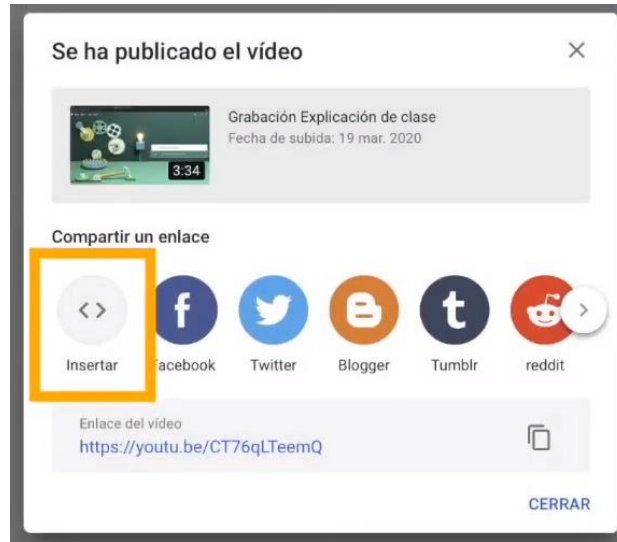 Se ha publicado el vídeo
Grabación Explicación de clase
Fecha de subida: 19 mar. 2020
3:34
Compartir un enlace
Insertar Facebook Twitter Blogger Tumblr reddit
Enlace del vídeo
https://youtu.be/CT76qLTeemQ
CERRAR